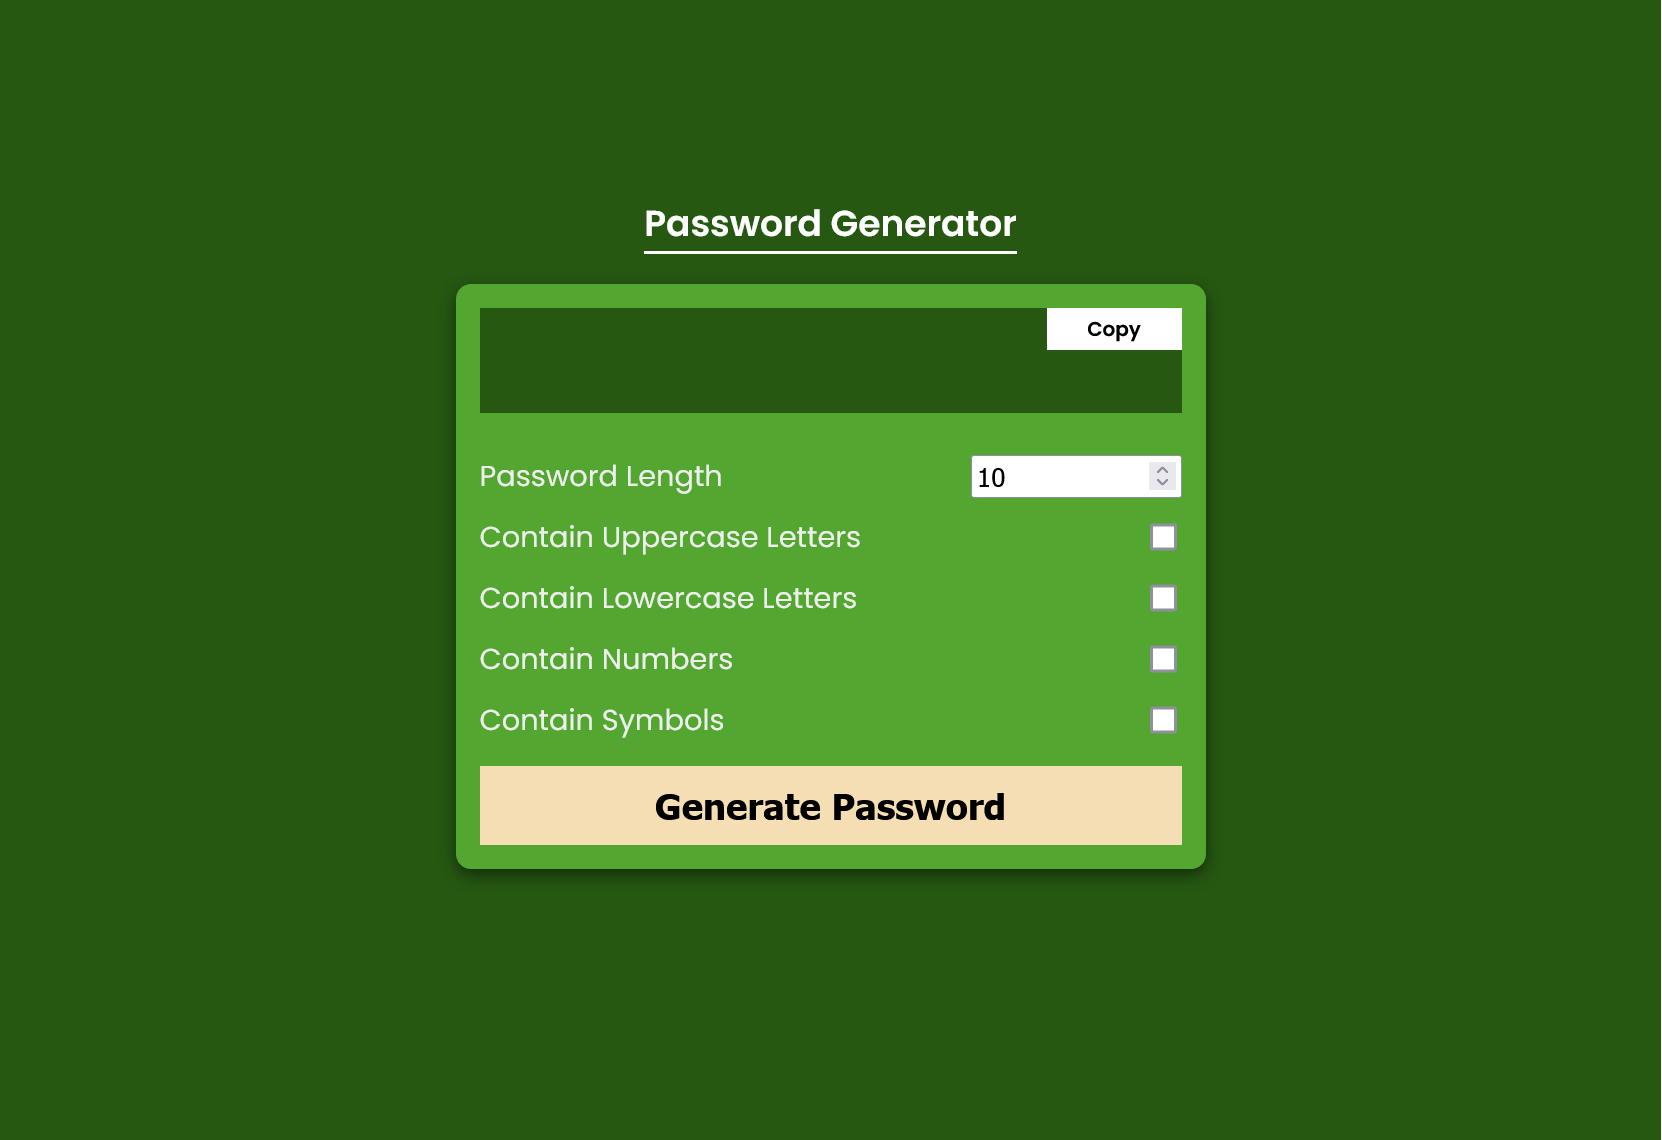 Password Generator
Copy
Password Length
10
Contain Uppercase Letters
Contain Lowercase Letters
Contain Numbers
Contain Symbols
Generate Password